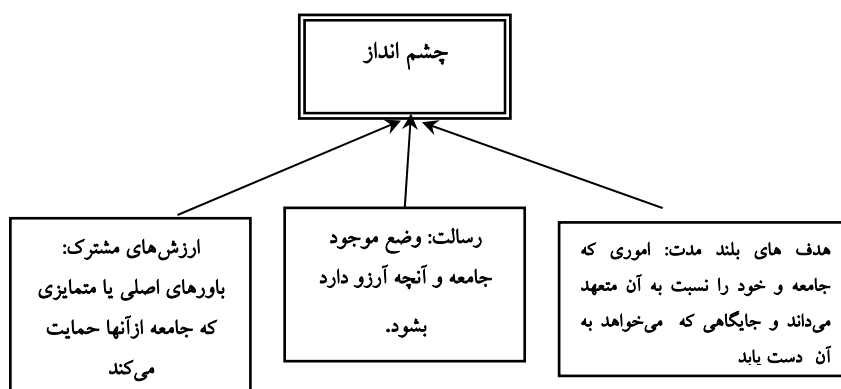 چشم انداز
هدف های بلند مدت: اموری که
جامعه و خود را نسبت به آن متعهد
می‌داند و جایگاهی که می‌خواهد به
آن دست یابد
رسالت: وضع موجود
جامعه و آنچه آرزو دارد
بشود.
ارزش‌های مشترک:
باورهای اصلی یا متمایزی
که جامعه ازآنها حمایت
می‌کند